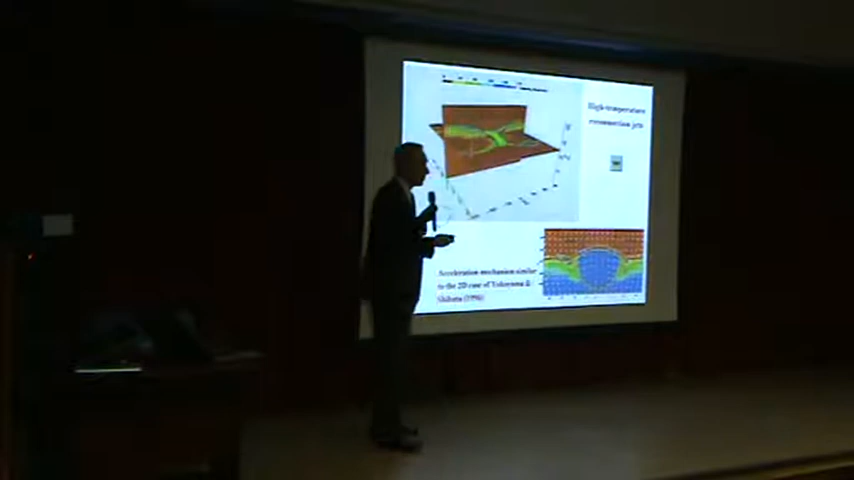 High-temperature
reconnection jets
Acceleration mechanism similar
to the 2D case of Yokoyama &
Shibata (1996)